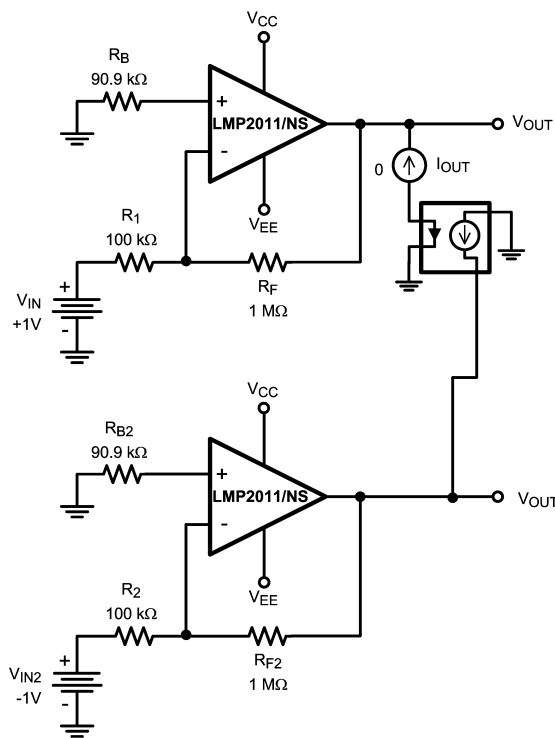 VCC
RB
90.9 kΩ
+
LMP2011/NS
-
VOUT
0
IOUT
VEE
R1
100 kΩ
+
VIN
+1V
-
RF
1 MΩ
VCC
RB2
90.9 kΩ
+
LMP2011/NS
-
VOUT
VEE
R2
100 kΩ
+
VIN2
-1V
-
RF2
1 MΩ